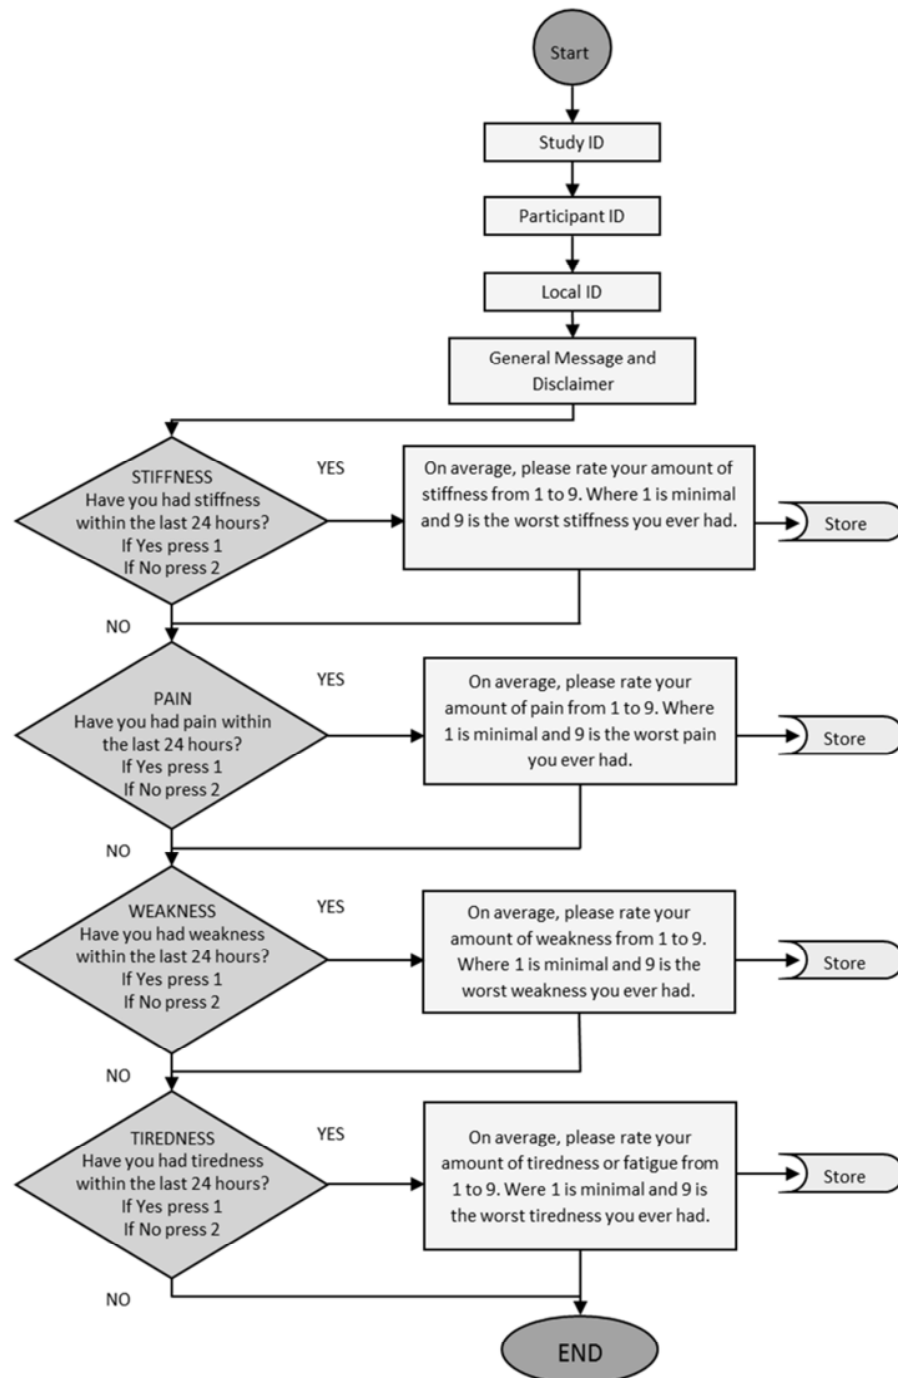 Start
Study ID
Participant ID
Local ID
General Message and
Disclaimer
STIFFNESS
Have you had stiffness
within the last 24 hours?
If Yes press 1
If No press 2
YES
On average, please rate your amount of
stiffness from 1 to 9. Where 1 is minimal
and 9 is the worst stiffness you ever had.
Store
NO
PAIN
Have you had pain within
the last 24 hours?
If Yes press 1
If No press 2
YES
On average, please rate your
amount of pain from 1 to 9. Where
1 is minimal and 9 is the worst pain
you ever had.
Store
NO
WEAKNESS
Have you had weakness
within the last 24 hours?
If Yes press 1
If No press 2
YES
On average, please rate your
amount of weakness from 1 to 9.
Where 1 is minimal and 9 is the
worst weakness you ever had.
Store
NO
TIREDNESS
Have you had tiredness
within the last 24 hours?
If Yes press 1
If No press 2
YES
On average, please rate your
amount of tiredness or fatigue from
1 to 9. Were 1 is minimal and 9 is
the worst tiredness you ever had.
Store
NO
END